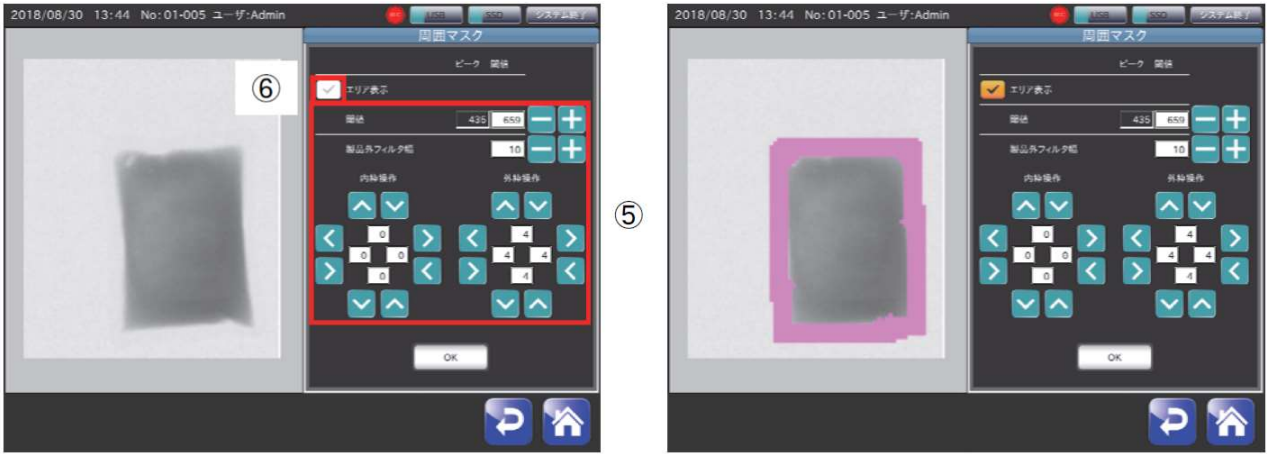 2018/08/30 13:44 No:01-005 ユーザ:Admin REC USB SSD システム終了
周囲マスク
ピーク 閾値
⑥
エリア表示
閾値 435 659
製品外フィルタ幅 10
内枠操作 外枠操作
0 4
0 0 4 4
0 4
OK
⑤
2018/08/30 13:44 No:01-005 ユーザ:Admin REC USB SSD システム終了
周囲マスク
ピーク 閾値
エリア表示
閾値 435 659
製品外フィルタ幅 10
内枠操作 外枠操作
0 4
0 0 4 4
0 4
OK